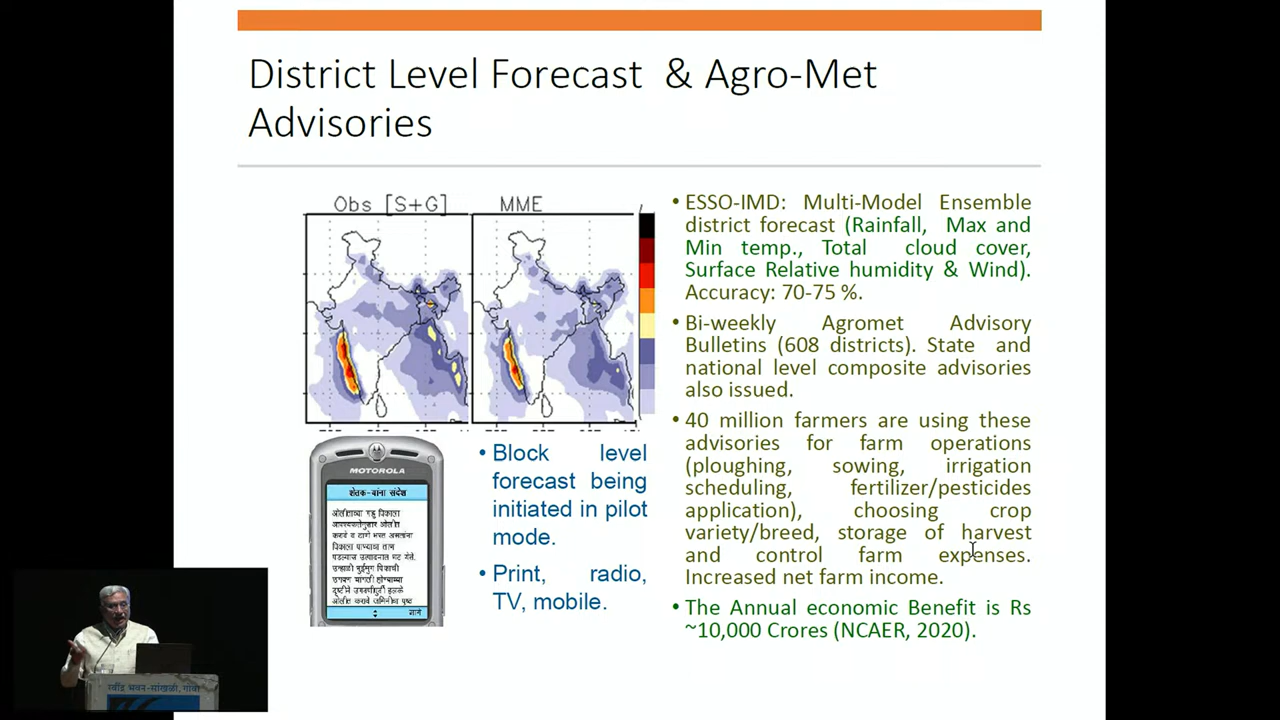 District Level Forecast & Agro-Met
Advisories
Obs [S+G]
MME
MOTOROLA
शेतक-यांना संदेश
• Block level
forecast being
initiated in pilot
mode.
• Print, radio,
TV, mobile.
• ESSO-IMD: Multi-Model Ensemble
district forecast (Rainfall, Max and
Min temp., Total cloud cover,
Surface Relative humidity & Wind).
Accuracy: 70-75 %.
• Bi-weekly Agromet Advisory
Bulletins (608 districts). State and
national level composite advisories
also issued.
• 40 million farmers are using these
advisories for farm operations
(ploughing, sowing, irrigation
scheduling, fertilizer/pesticides
application), choosing crop
variety/breed, storage of harvest
and control farm expenses.
Increased net farm income.
• The Annual economic Benefit is Rs
~10,000 Crores (NCAER, 2020).
रवींद्र भवन-सांखळी, गोवा